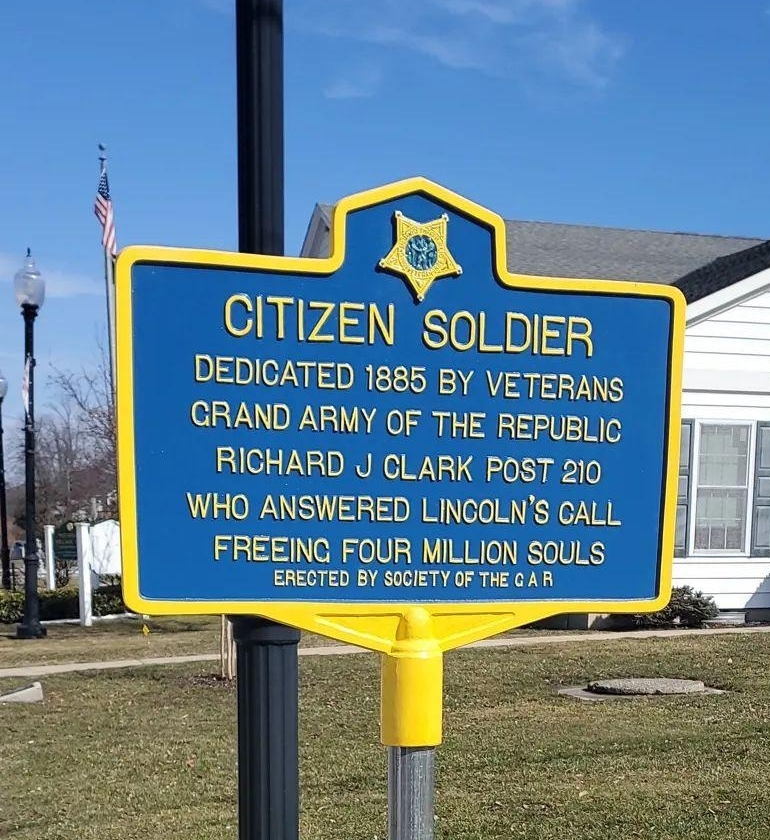 CITIZEN SOLDIER
DEDICATED 1885 BY VETERANS
GRAND ARMY OF THE REPUBLIC
RICHARD J CLARK POST 210
WHO ANSWERED LINCOLN'S CALL
FREEING FOUR MILLION SOULS
ERECTED BY SOCIETY OF THE G A R